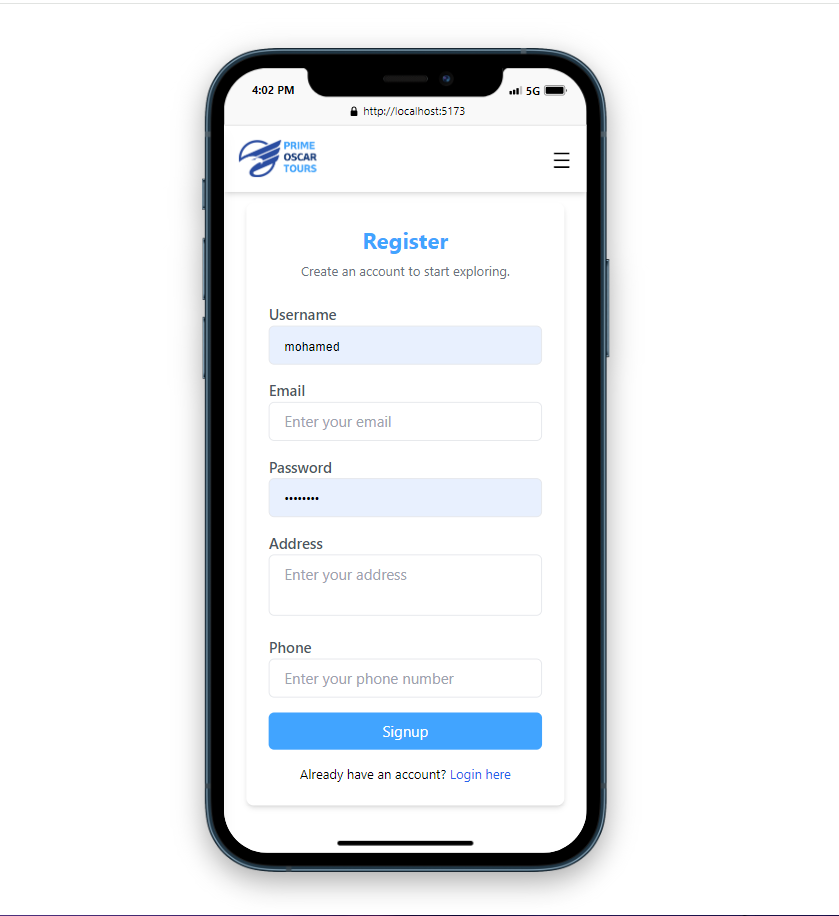 4:02 PM
5G
http://localhost:5173
PRIME
OSCAR
TOURS
Register
Create an account to start exploring.
Username
mohamed
Email
Enter your email
Password
••••••••
Address
Enter your address
Phone
Enter your phone number
Signup
Already have an account? Login here